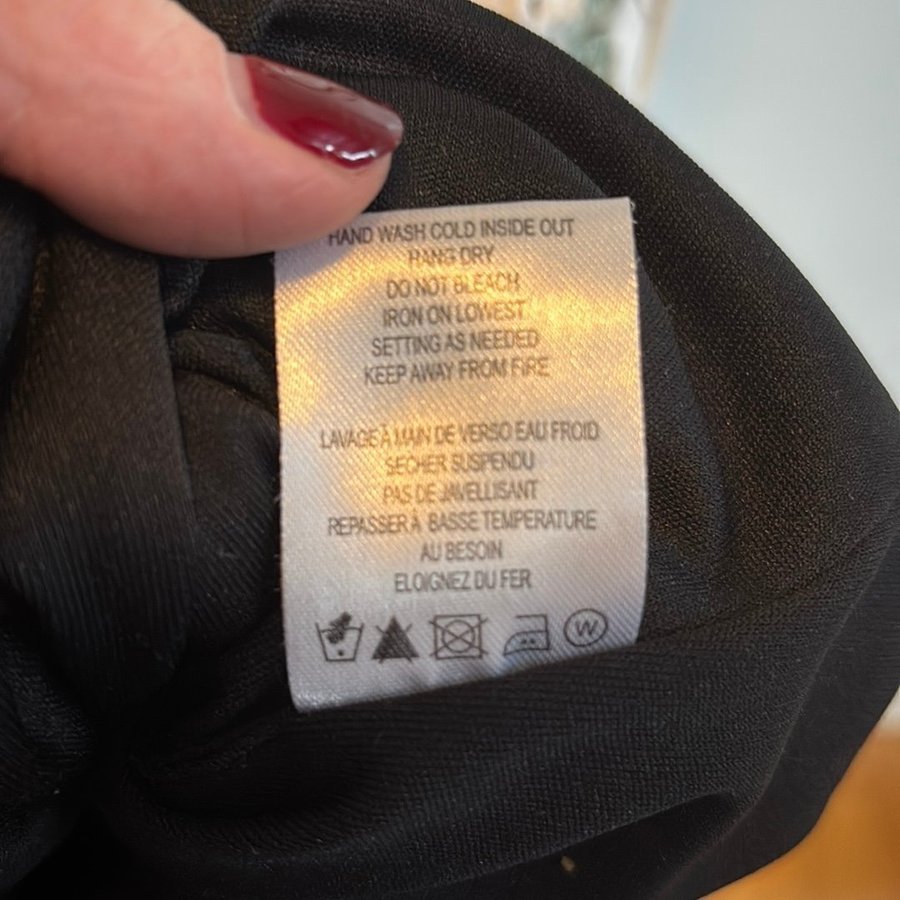 HAND WASH COLD INSIDE OUT
HANG DRY
DO NOT BLEACH
IRON ON LOWEST
SETTING AS NEEDED
KEEP AWAY FROM FIRE
LAVAGE À MAIN DE VERSO EAU FROID
SECHER SUSPENDU
PAS DE JAVELLISANT
REPASSER À BASSE TEMPERATURE
AU BESOIN
ELOIGNEZ DU FER
W